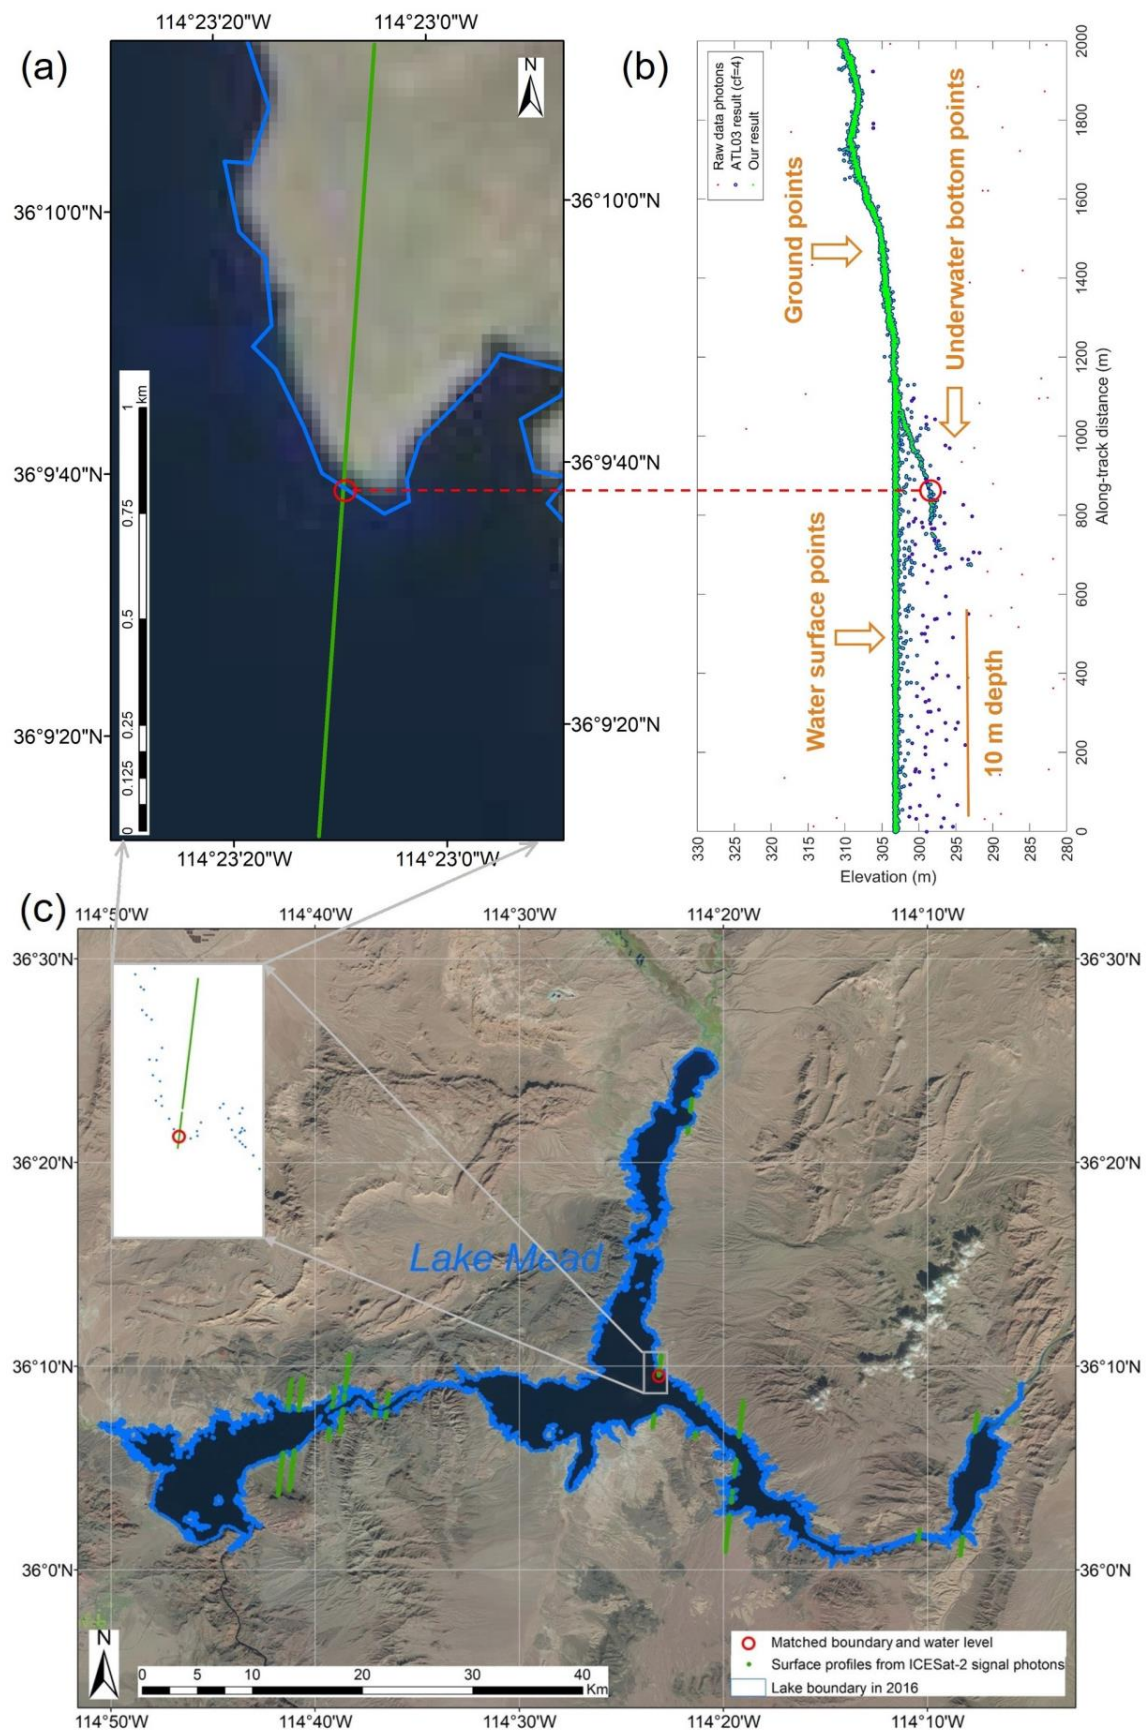 (a)
114°23'20"W
114°23'0"W
N
36°10'0"N
36°10'0"N
36°9'40"N
36°9'40"N
36°9'20"N
36°9'20"N
0
0.125
0.25
0.5
0.75
1
km
114°23'20"W
114°23'0"W
(b)
Raw data photons
ATL03 result (cf=4)
Our result
Ground points
Underwater bottom points
Water surface points
10 m depth
0
200
400
600
800
1000
1200
1400
1600
1800
2000
Along-track distance (m)
330
325
320
315
310
305
300
295
290
285
280
Elevation (m)
(c)
114°50'W
114°40'W
114°30'W
114°20'W
114°10'W
36°30'N
36°30'N
36°20'N
36°20'N
Lake Mead
36°10'N
36°10'N
36°0'N
36°0'N
N
0
5
10
20
30
40
Km
Matched boundary and water level
Surface profiles from ICESat-2 signal photons
Lake boundary in 2016
114°50'W
114°40'W
114°30'W
114°20'W
114°10'W